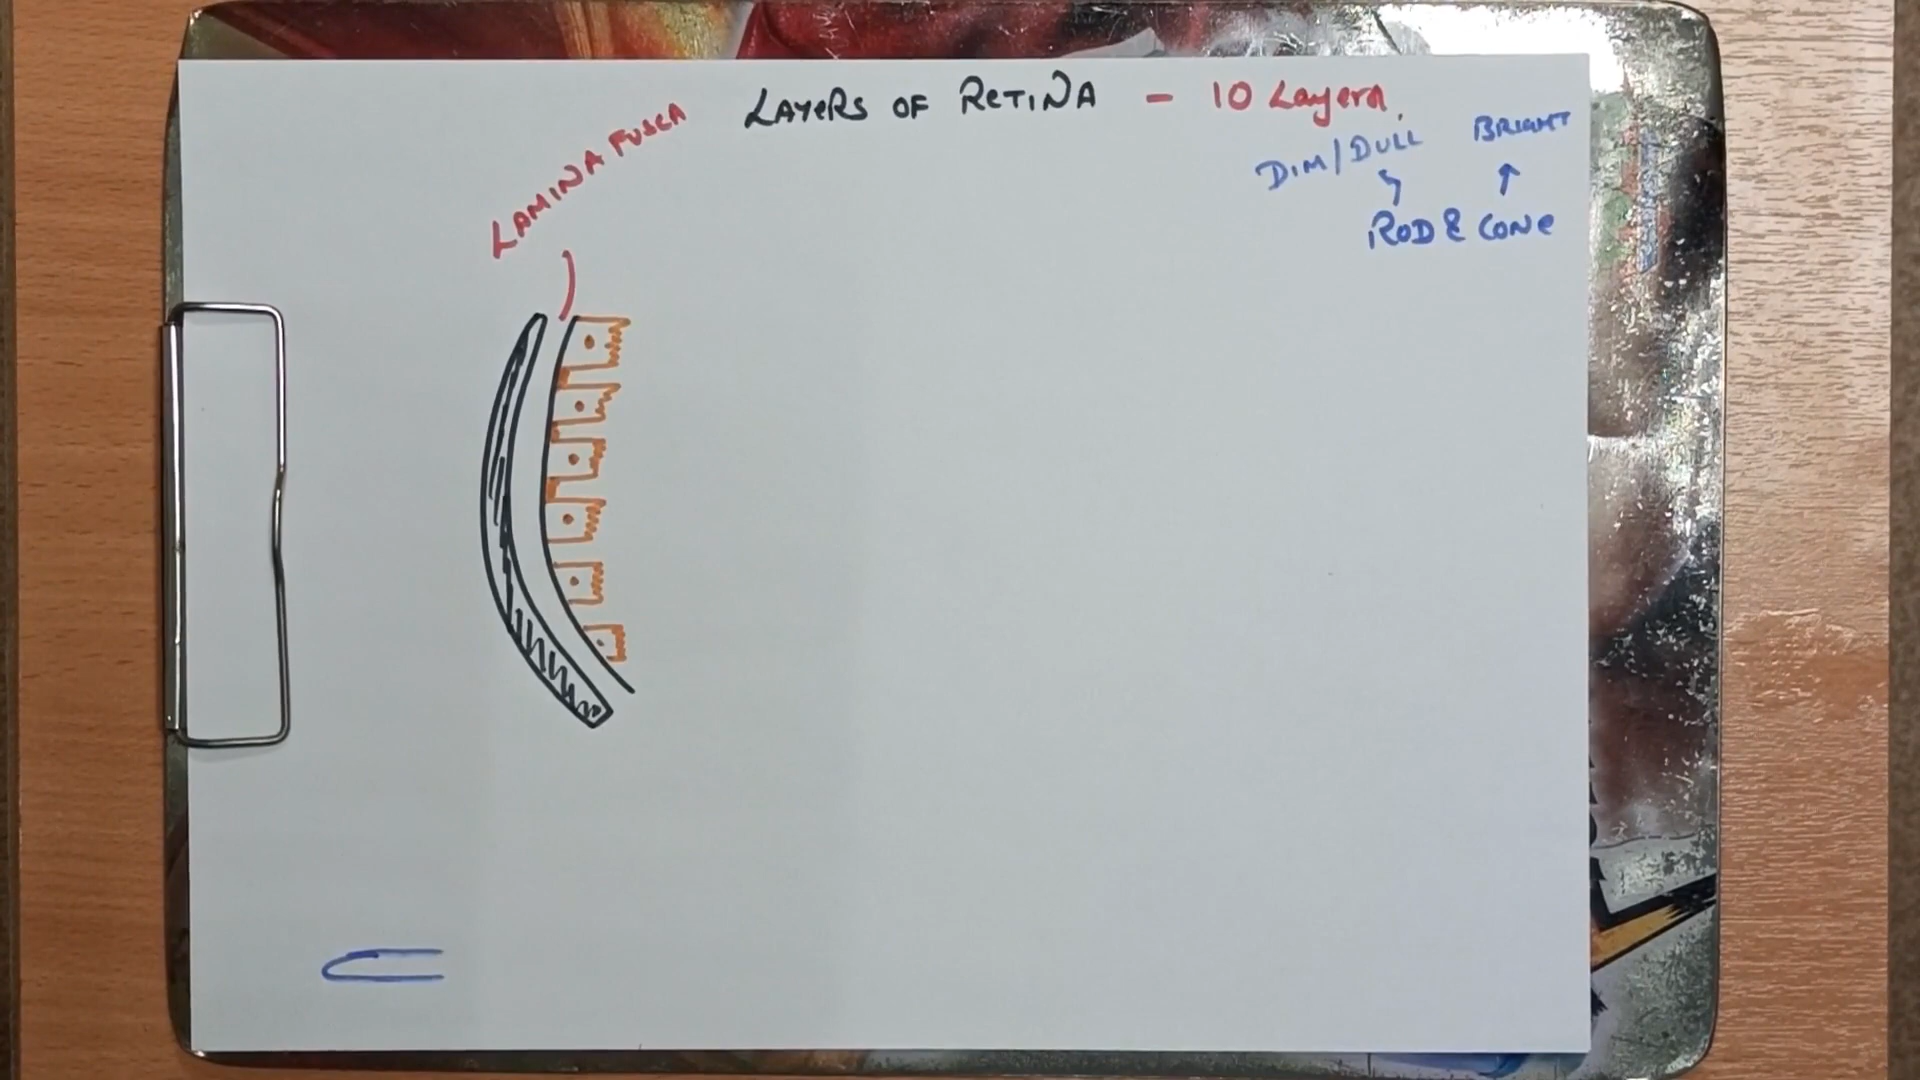 LAYERS OF RETINA - 10 Layers
LAMINA FUSCA
DIM/DULL BRIGHT
ROD & CONE